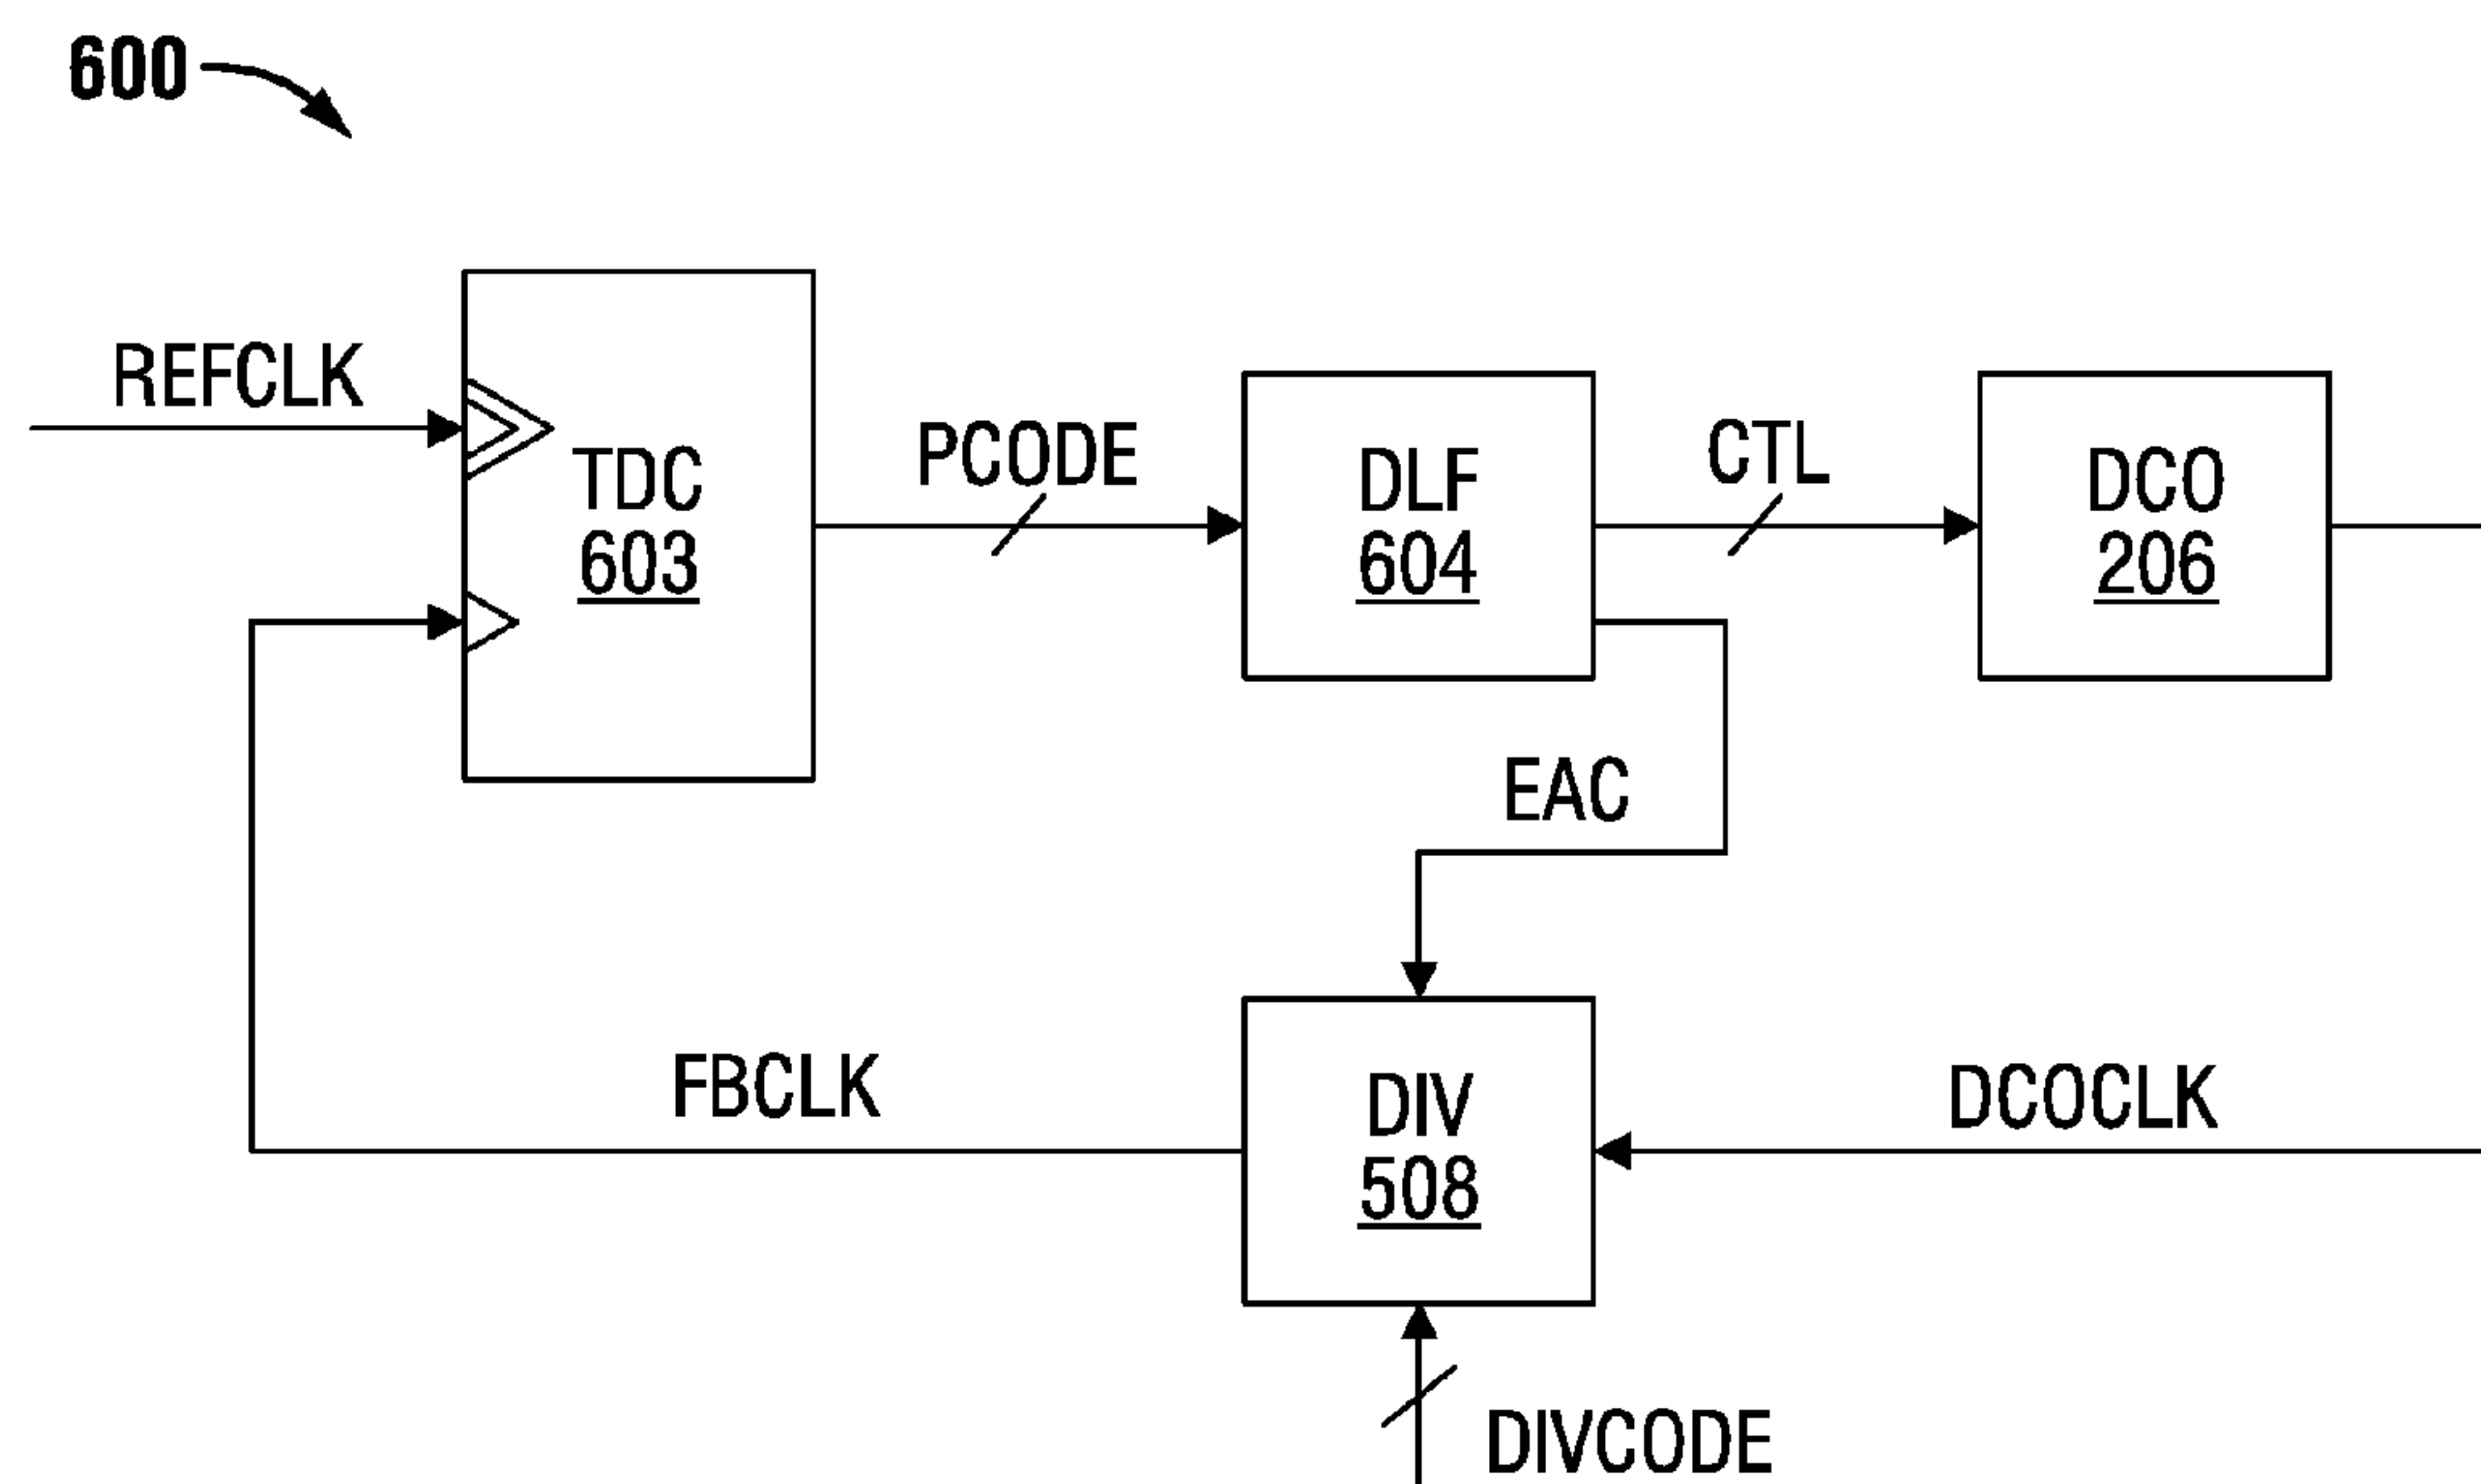 600
REFCLK
TDC
603
PCODE
DLF
604
CTL
DCO
206
EAC
FBCLK
DIV
508
DCOCLK
DIVCODE